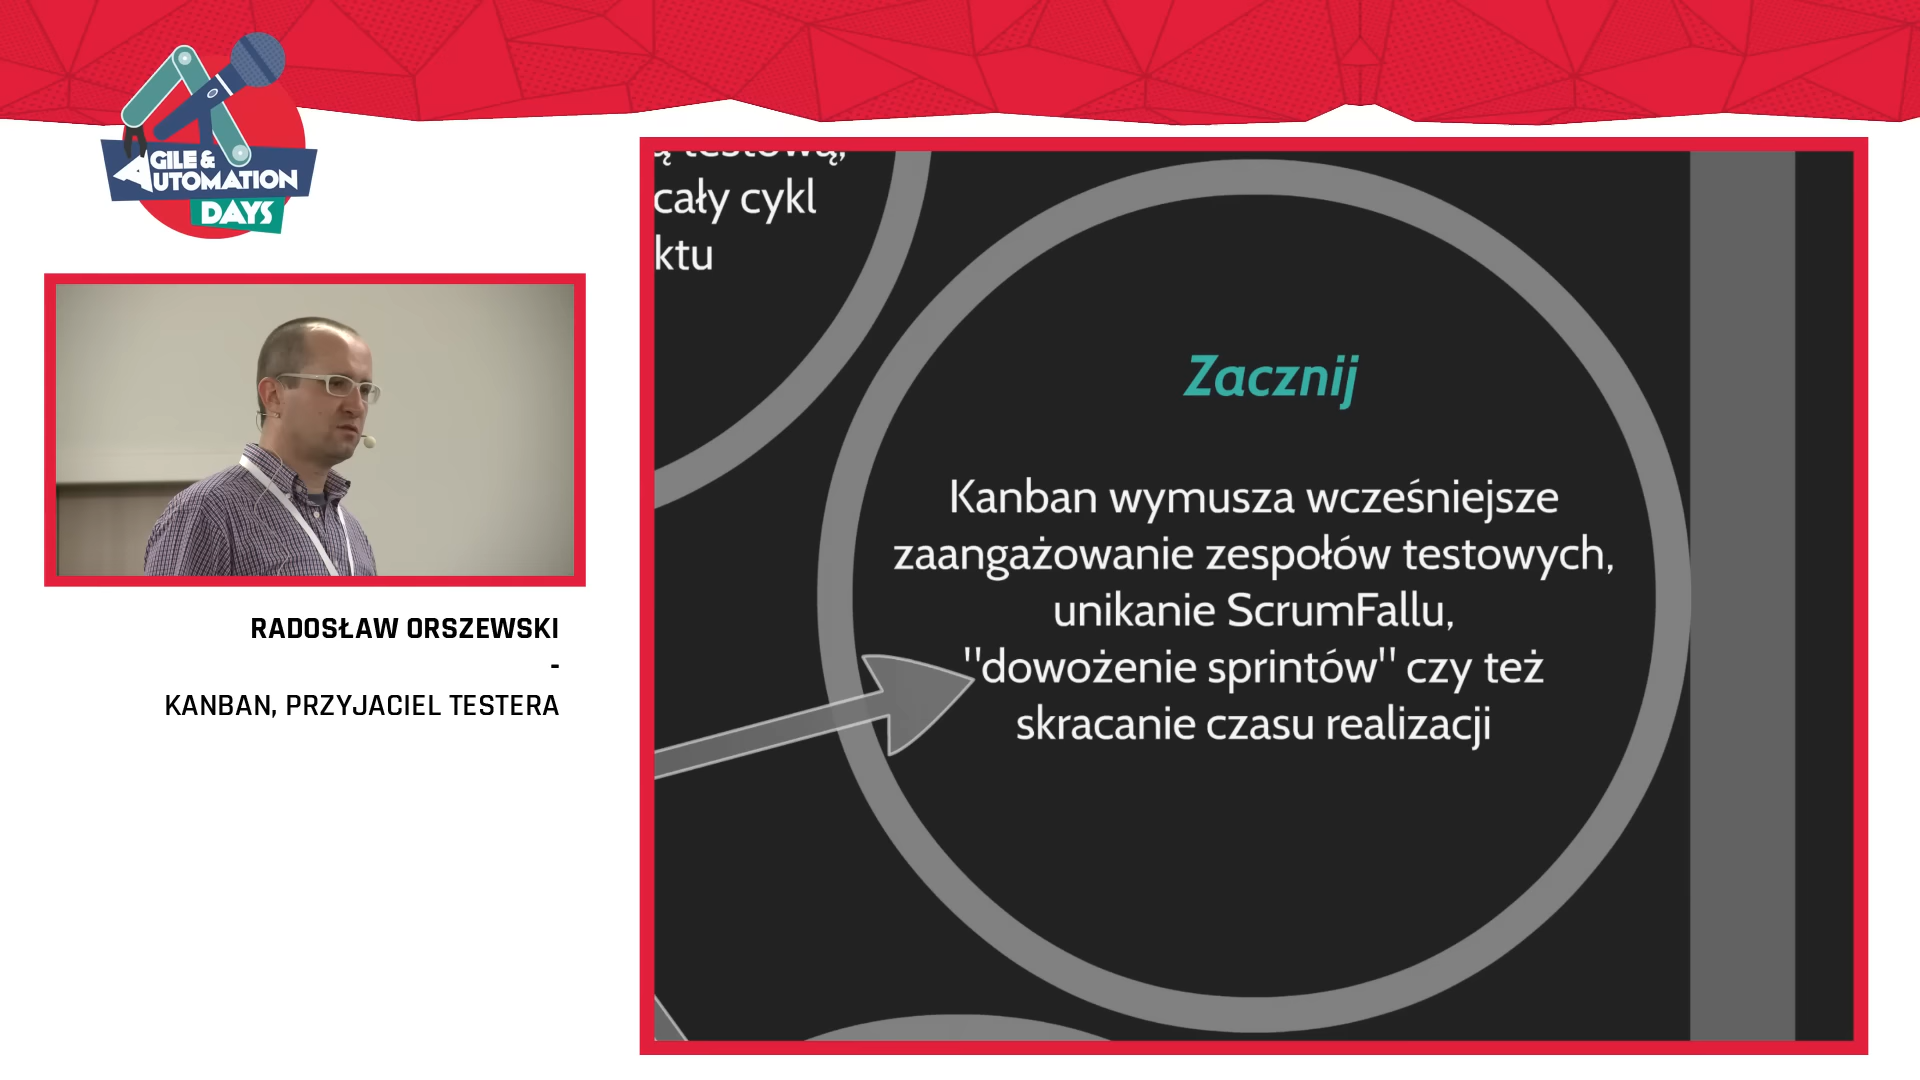 AGILE &
AUTOMATION
DAYS
RADOSŁAW ORSZEWSKI
-
KANBAN, PRZYJACIEL TESTERA
ą testową,
cały cykl
ktu
Zacznij
Kanban wymusza wcześniejsze
zaangażowanie zespołów testowych,
unikanie ScrumFallu,
"dowożenie sprintów" czy też
skracanie czasu realizacji